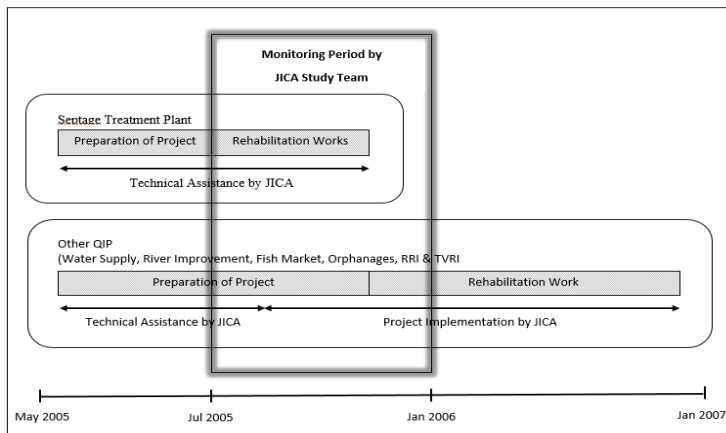 Monitoring Period by
JICA Study Team
Septage Treatment Plant
Preparation of Project
Rehabilitation Works
Technical Assistance by JICA
Other QIP
(Water Supply, River Improvement, Fish Market, Orphanages, RRI & TVRI
Preparation of Project
Rehabilitation Work
Technical Assistance by JICA
Project Implementation by JICA
May 2005
Jul 2005
Jan 2006
Jan 2007